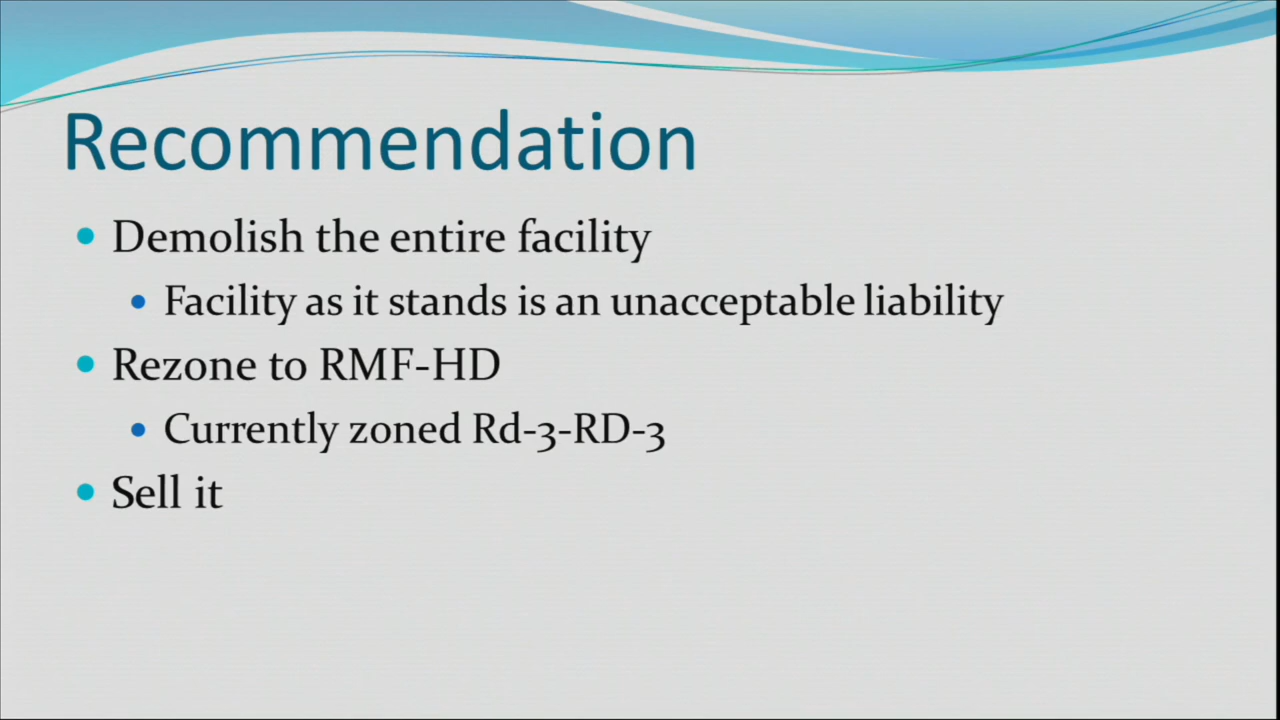 Recommendation
Demolish the entire facility
Facility as it stands is an unacceptable liability
Rezone to RMF-HD
Currently zoned Rd-3-RD-3
Sell it